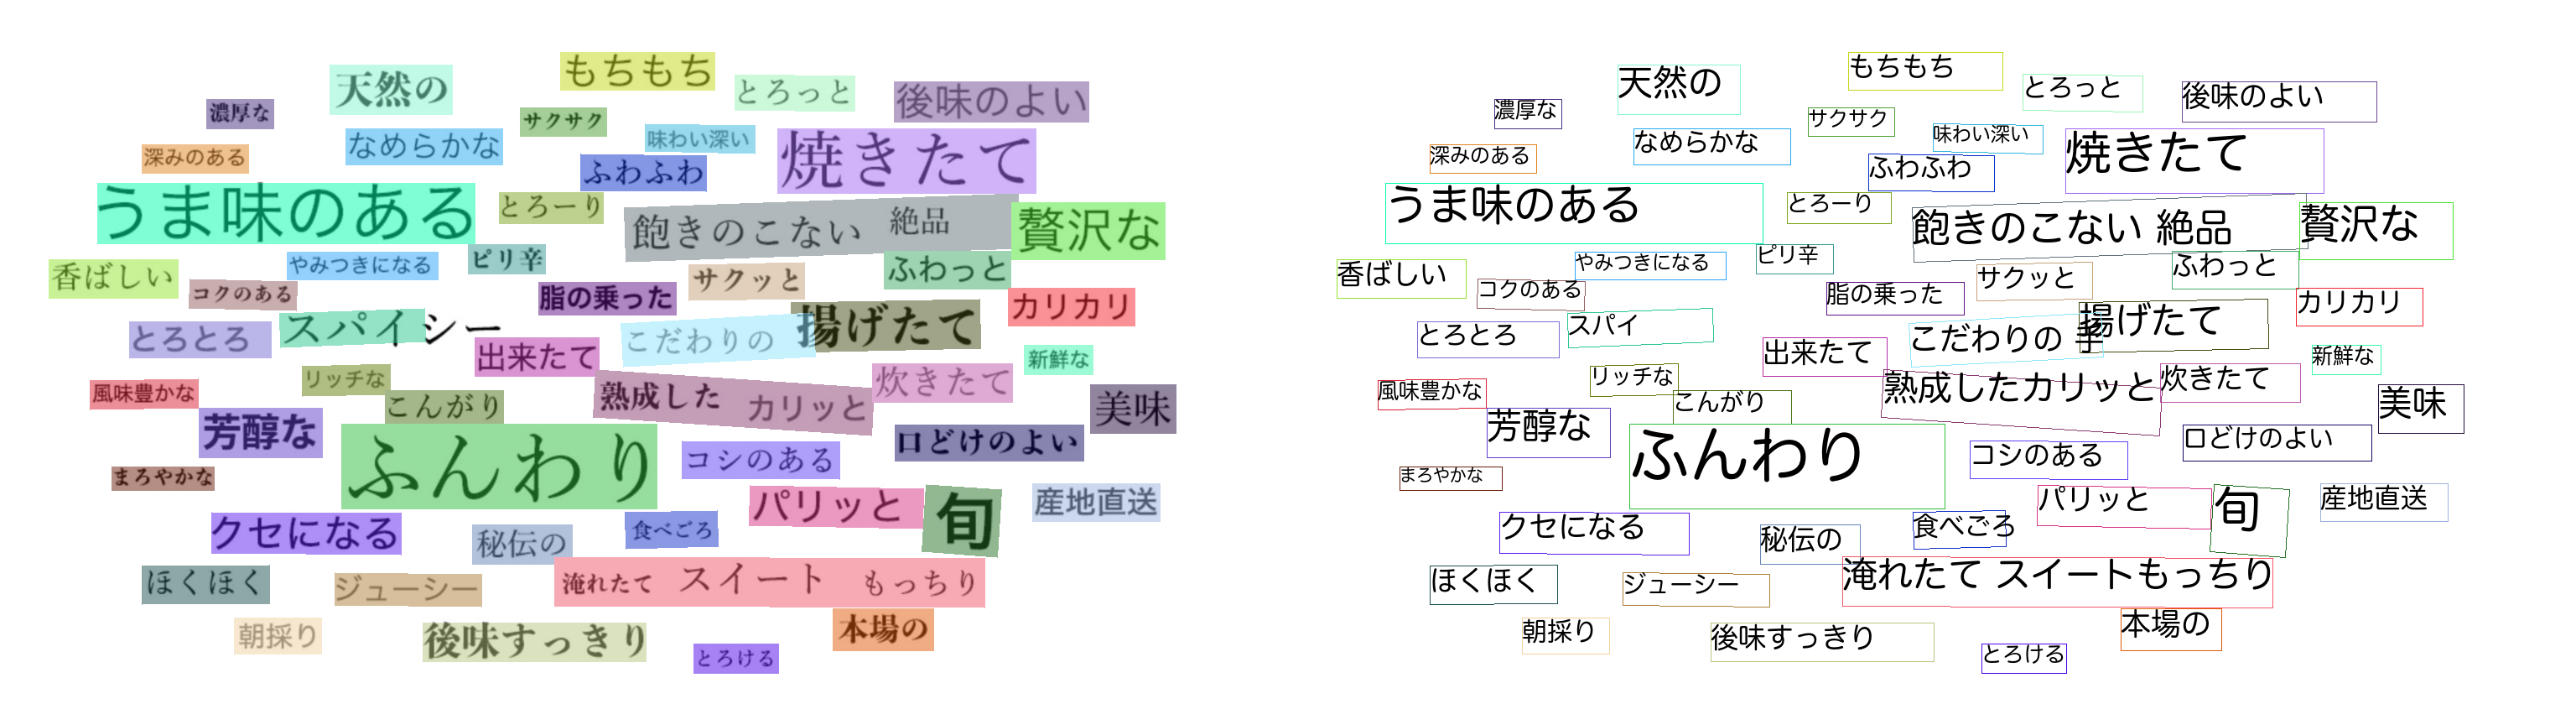 もちもち
天然の
とろっと
後味のよい
濃厚な
サクサク
なめらかな
味わい深い
焼きたて
深みのある
ふわふわ
うま味のある
とろーり
飽きのこない 絶品
贅沢な
ピリ辛
やみつきになる
ふわっと
香ばしい
サクッと
コクのある
脂の乗った
カリカリ
揚げたて
スパイシー
とろとろ
こだわりの
出来たて
新鮮な
リッチな
炊きたて
風味豊かな
熟成した カリッと
美味
こんがり
芳醇な
ふんわり
口どけのよい
コシのある
まろやかな
パリッと
旬
産地直送
クセになる
食べごろ
秘伝の
淹れたて スイート もっちり
ほくほく
ジューシー
本場の
朝採り
後味すっきり
とろける
もちもち
天然の
とろっと
後味のよい
濃厚な
サクサク
なめらかな
味わい深い
焼きたて
深みのある
ふわふわ
うま味のある
とろーり
飽きのこない 絶品
贅沢な
ピリ辛
やみつきになる
ふわっと
香ばしい
サクッと
コクのある
脂の乗った
カリカリ
揚げたて
スパイ
とろとろ
こだわりの 手
出来たて
新鮮な
リッチな
炊きたて
風味豊かな
熟成したカリッと
美味
こんがり
芳醇な
ふんわり
口どけのよい
コシのある
まろやかな
パリッと
旬
産地直送
クセになる
食べごろ
秘伝の
淹れたて スイートもっちり
ほくほく
ジューシー
本場の
朝採り
後味すっきり
とろける